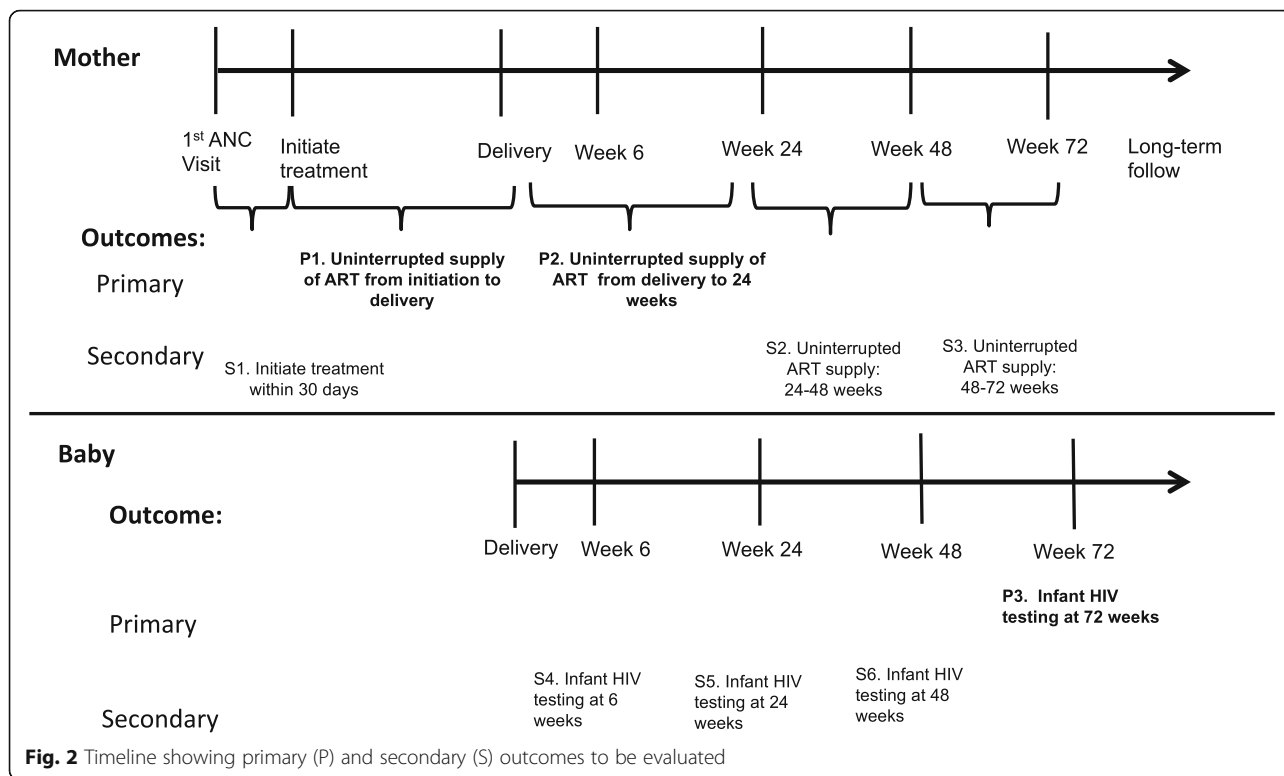 Mother
1st ANC
Visit
Initiate
treatment
Delivery
Week 6
Week 24
Week 48
Week 72
Long-term
follow
Outcomes:
Primary
P1. Uninterrupted supply
of ART from initiation to
delivery
P2. Uninterrupted supply of
ART from delivery to 24
weeks
Secondary
S1. Initiate treatment
within 30 days
S2. Uninterrupted
ART supply:
24-48 weeks
S3. Uninterrupted
ART supply:
48-72 weeks
Baby
Outcome:
Delivery
Week 6
Week 24
Week 48
Week 72
Primary
P3. Infant HIV
testing at 72 weeks
Secondary
S4. Infant HIV
testing at 6
weeks
S5. Infant HIV
testing at 24
weeks
S6. Infant HIV
testing at 48
weeks
Fig. 2 Timeline showing primary (P) and secondary (S) outcomes to be evaluated